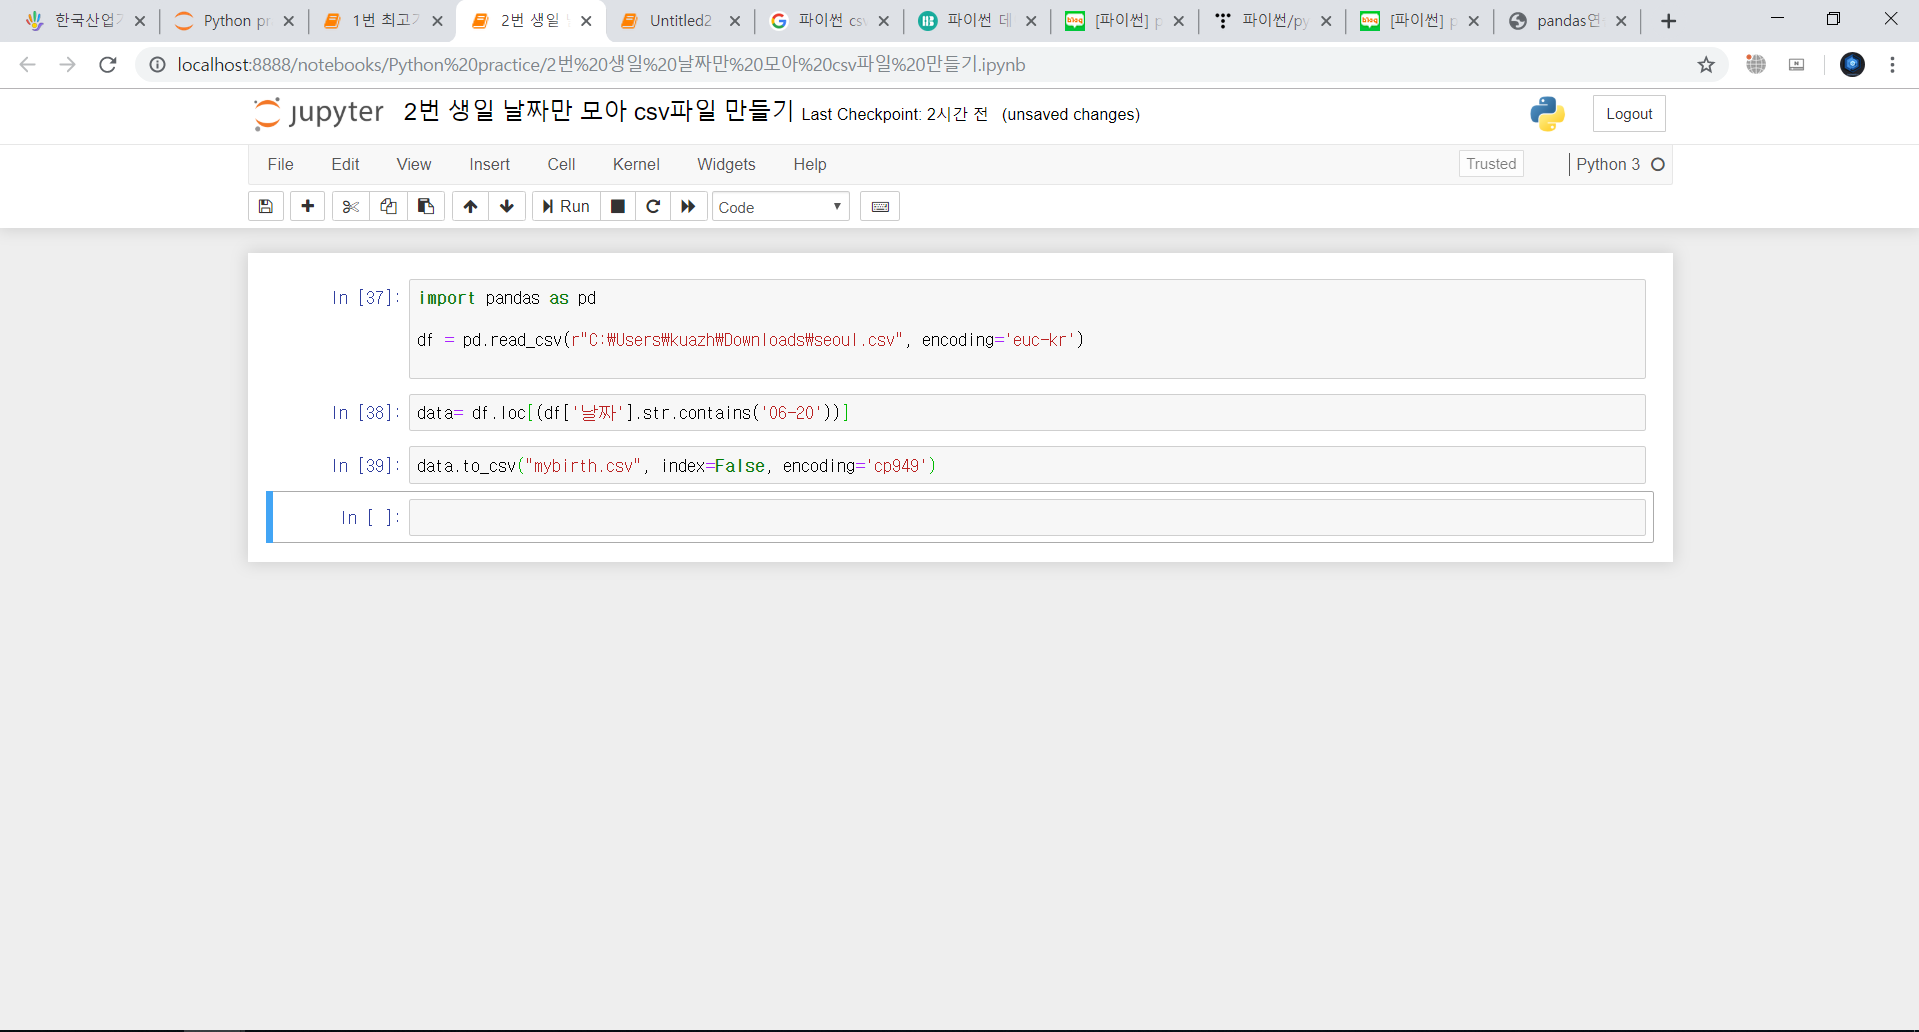 한국산업기
Python pr
1번 최고기
2번 생일
Untitled2
파이썬 csv
파이썬 데
[파이썬] p
파이썬/py
[파이썬] p
pandas연
localhost:8888/notebooks/Python%20practice/2번%20생일%20날짜만%20모아%20csv파일%20만들기.ipynb
jupyter 2번 생일 날짜만 모아 csv파일 만들기 Last Checkpoint: 2시간 전 (unsaved changes)
Logout
File Edit View Insert Cell Kernel Widgets Help
Trusted Python 3
Run Code
In [37]: import pandas as pd
df = pd.read_csv(r"C:₩Users₩kuazh₩Downloads₩seoul.csv", encoding='euc-kr')
In [38]: data= df.loc[(df['날짜'].str.contains('06-20'))]
In [39]: data.to_csv("mybirth.csv", index=False, encoding='cp949')
In [ ]: